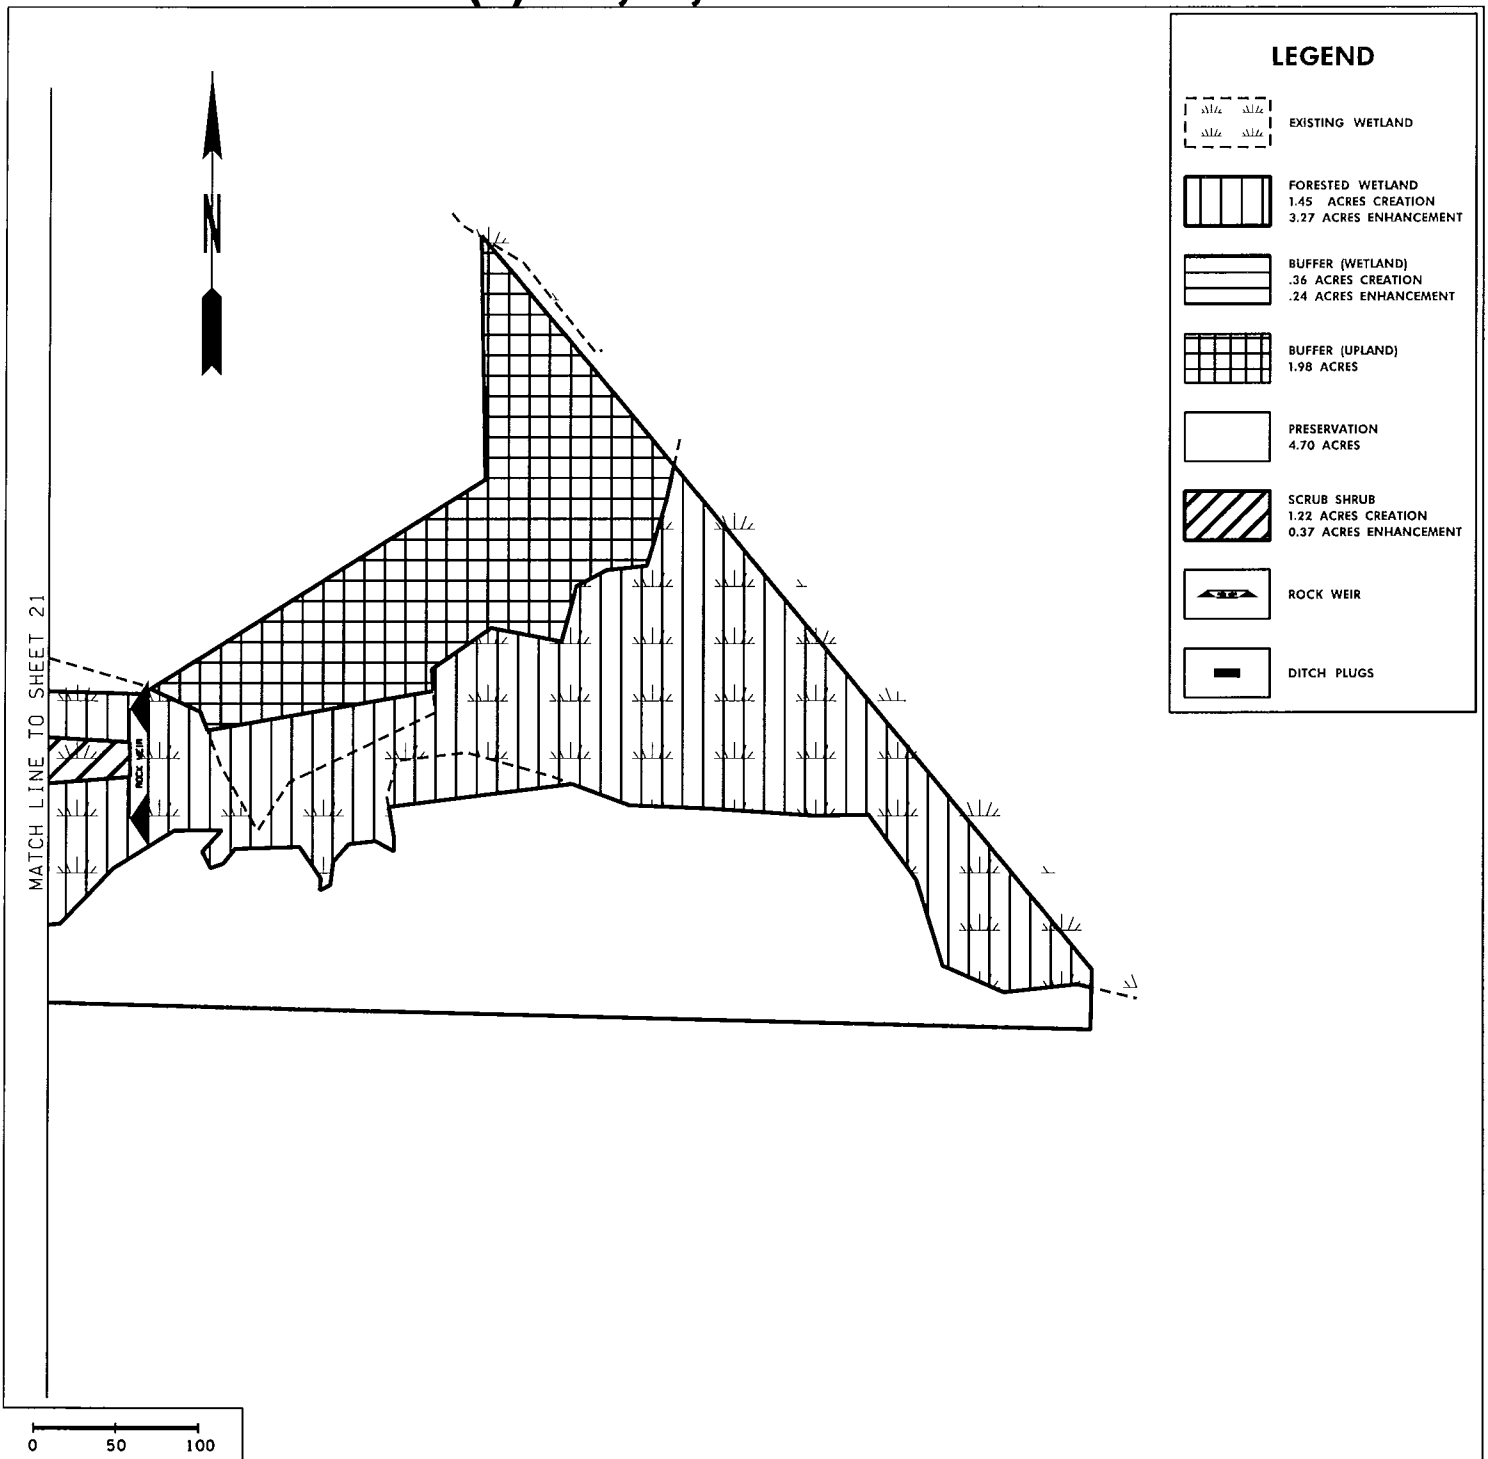 LEGEND
EXISTING WETLAND
FORESTED WETLAND
1.45 ACRES CREATION
3.27 ACRES ENHANCEMENT
BUFFER (WETLAND)
.36 ACRES CREATION
.24 ACRES ENHANCEMENT
BUFFER (UPLAND)
1.98 ACRES
PRESERVATION
4.70 ACRES
SCRUB SHRUB
1.22 ACRES CREATION
0.37 ACRES ENHANCEMENT
ROCK WEIR
DITCH PLUGS
N
MATCH LINE TO SHEET 21
ROCK WEIR
0 50 100